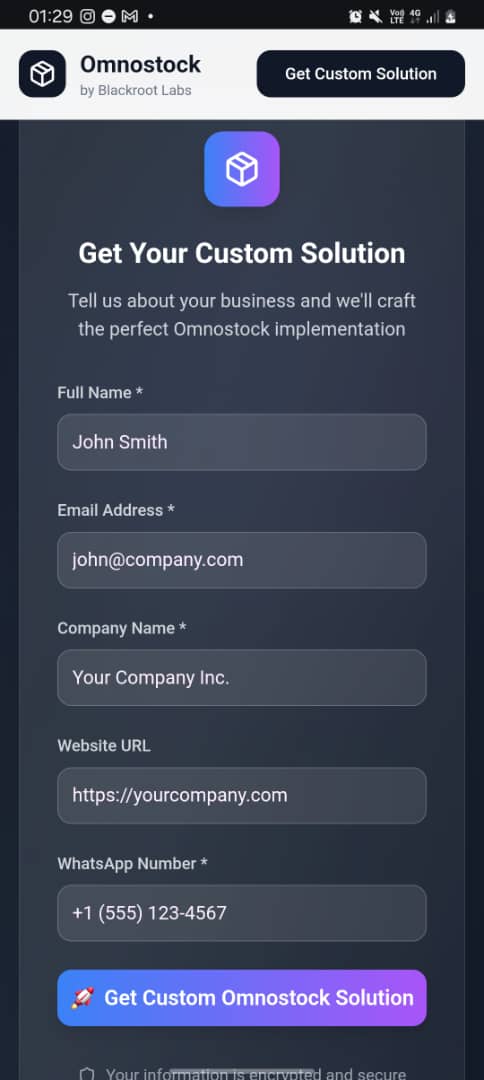 01:29
Vo8 4G
LTE
Omnostock
by Blackroot Labs
Get Custom Solution
Get Your Custom Solution
Tell us about your business and we'll craft
the perfect Omnostock implementation
Full Name *
John Smith
Email Address *
john@company.com
Company Name *
Your Company Inc.
Website URL
https://yourcompany.com
WhatsApp Number *
+1 (555) 123-4567
🚀 Get Custom Omnostock Solution
Your information is encrypted and secure